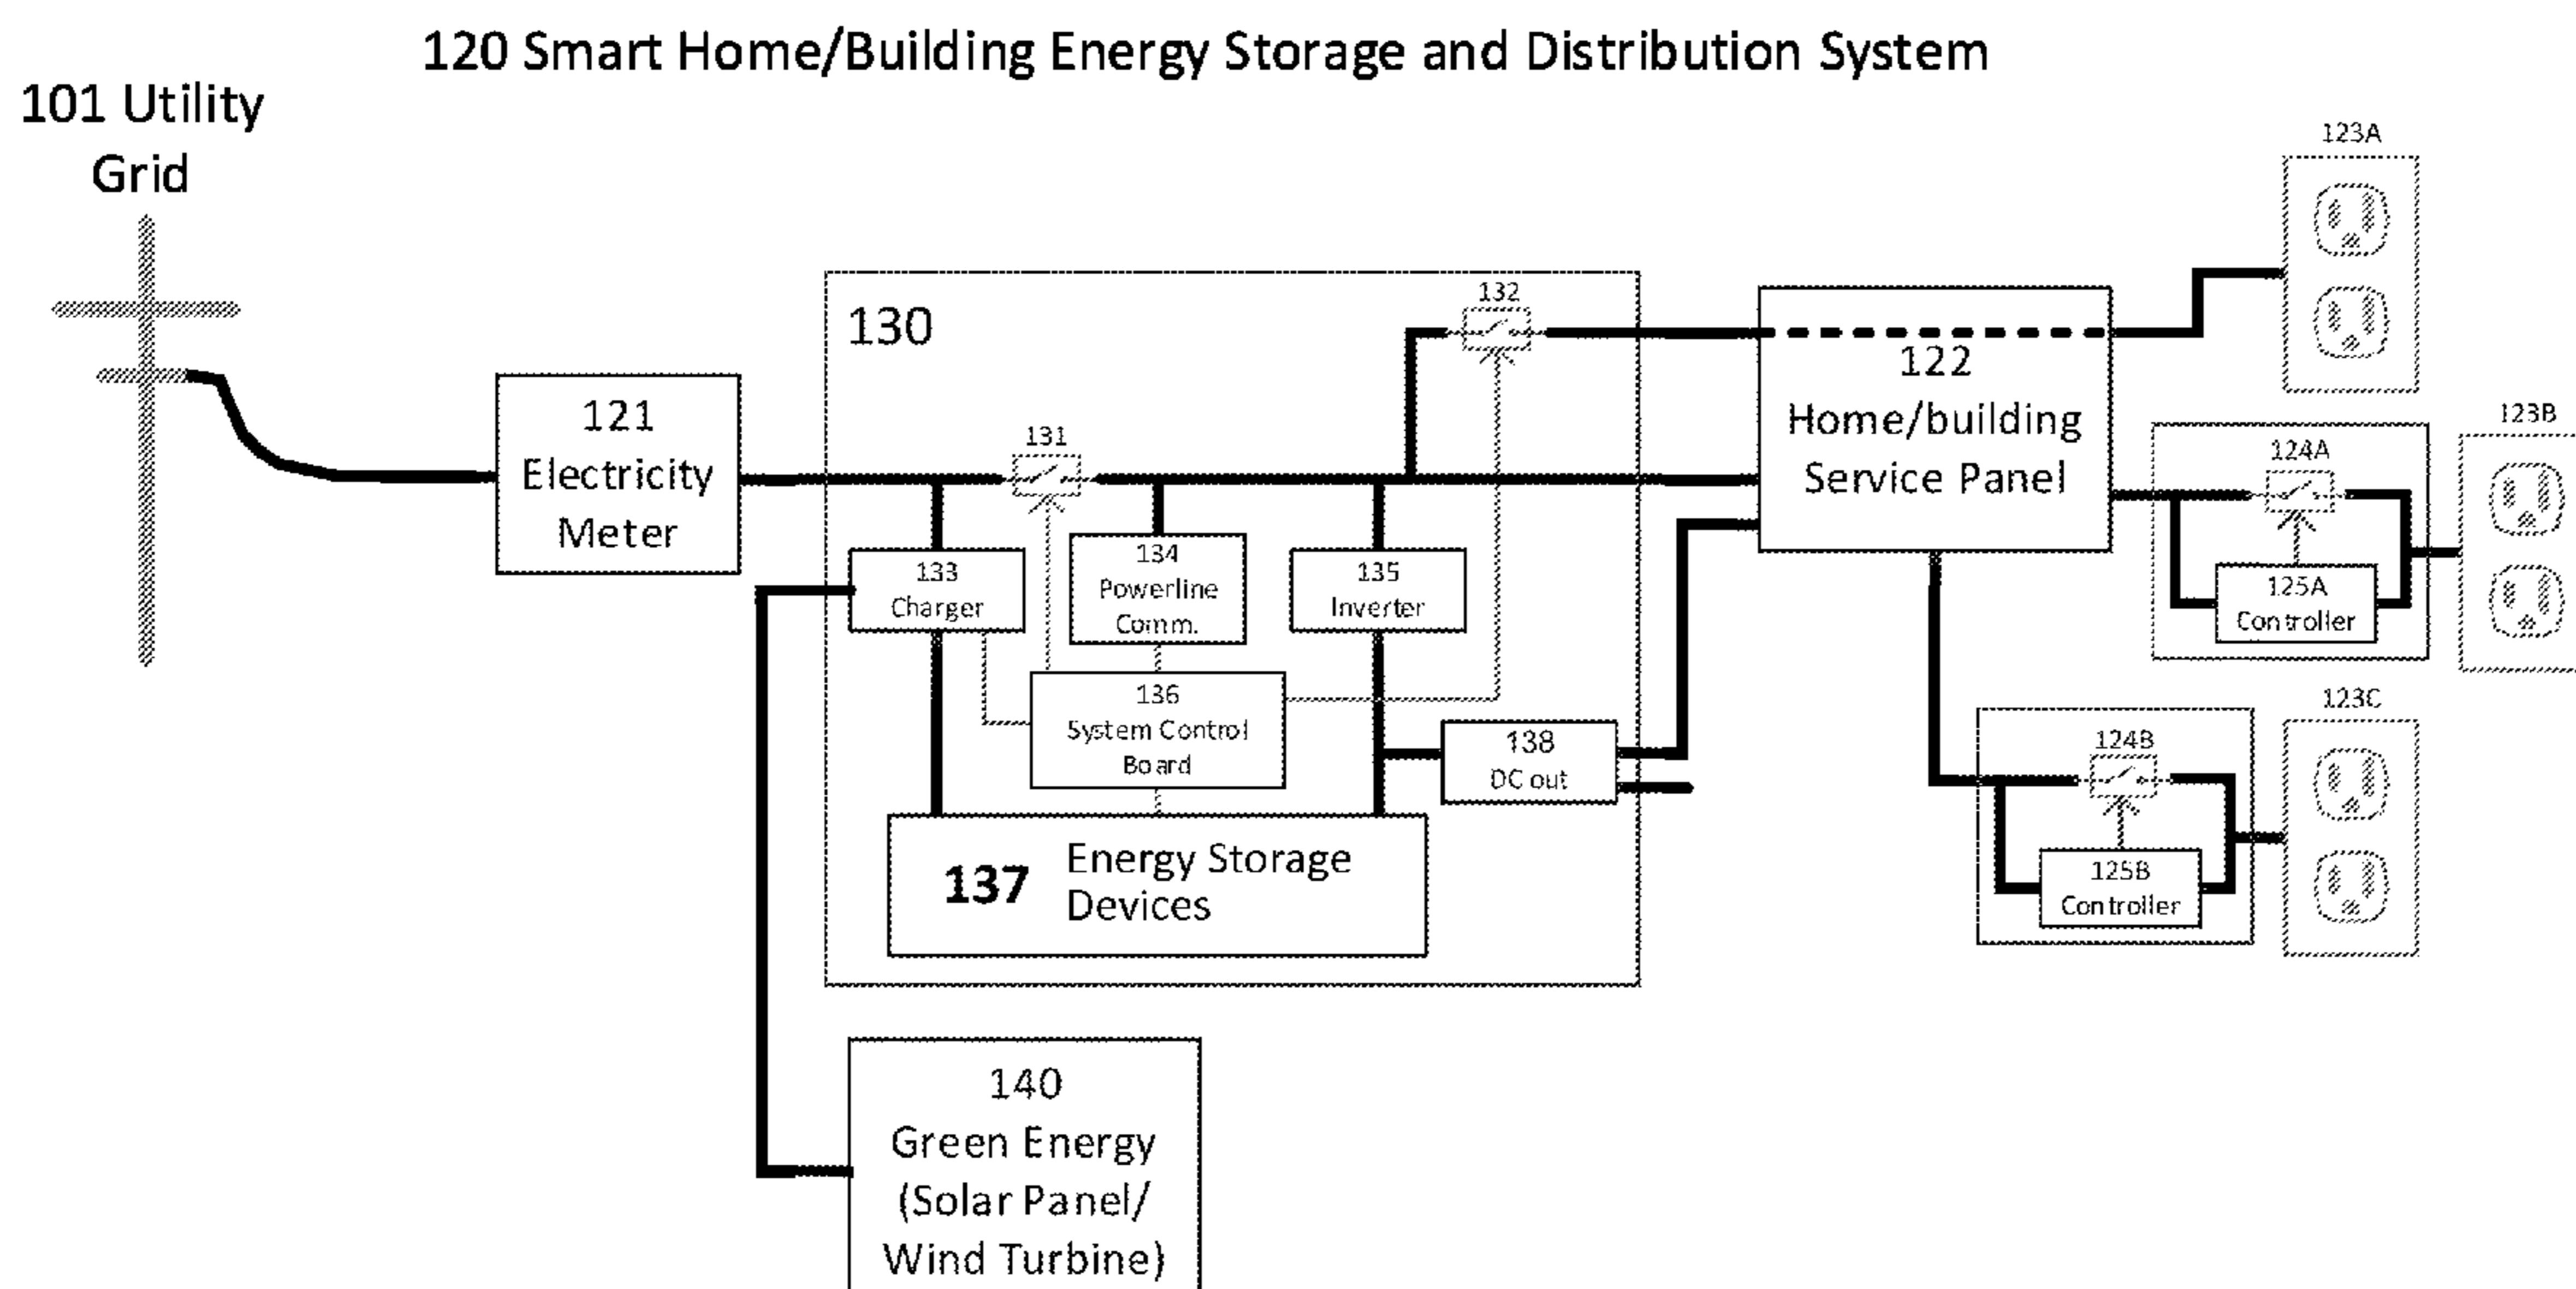 120 Smart Home/Building Energy Storage and Distribution System
101 Utility
Grid
123A
132
130
122
Home/building
Service Panel
121
Electricity
Meter
131
123B
124A
125A
Controller
133
Charger
134
Powerline
Comm.
135
Inverter
136
System Control
Board
138
DC out
123C
124B
125B
Controller
137
Energy Storage
Devices
140
Green Energy
(Solar Panel/
Wind Turbine)